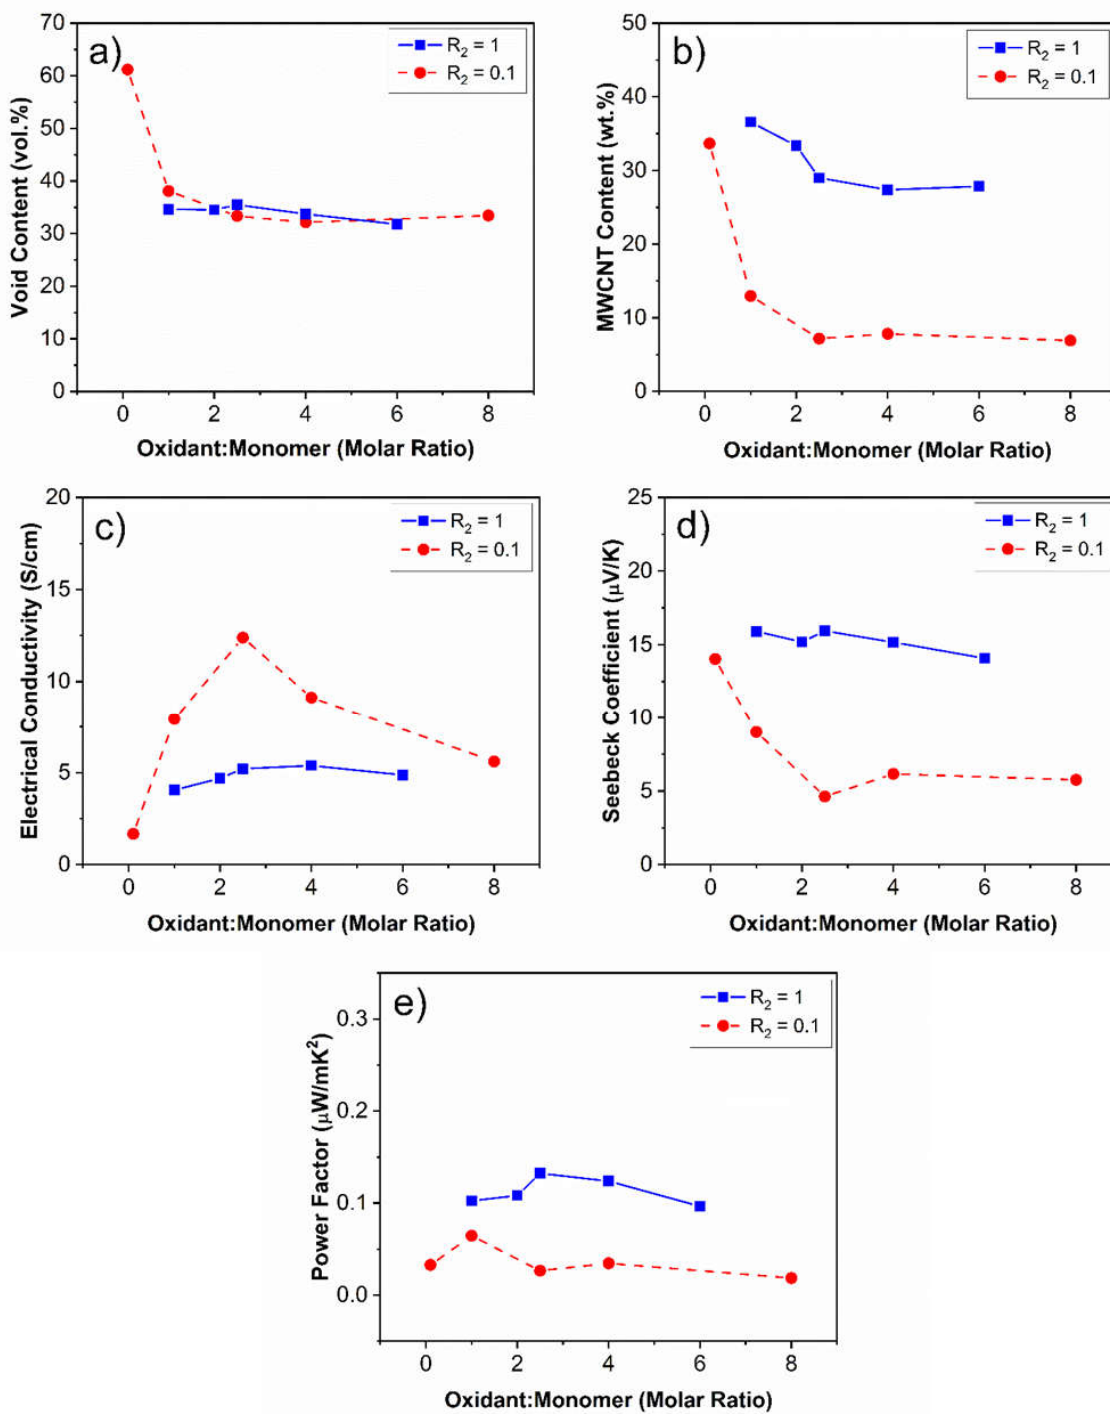 a)
R2 = 1
R2 = 0.1
Void Content (vol.%)
70
60
50
40
30
20
10
0
0 2 4 6 8
Oxidant:Monomer (Molar Ratio)
b)
R2 = 1
R2 = 0.1
MWCNT Content (wt.%)
50
40
30
20
10
0
0 2 4 6 8
Oxidant:Monomer (Molar Ratio)
c)
R2 = 1
R2 = 0.1
Electrical Conductivity (S/cm)
20
15
10
5
0
0 2 4 6 8
Oxidant:Monomer (Molar Ratio)
d)
R2 = 1
R2 = 0.1
Seebeck Coefficient (μV/K)
25
20
15
10
5
0
0 2 4 6 8
Oxidant:Monomer (Molar Ratio)
e)
R2 = 1
R2 = 0.1
Power Factor (μW/mK²)
0.3
0.2
0.1
0.0
0 2 4 6 8
Oxidant:Monomer (Molar Ratio)